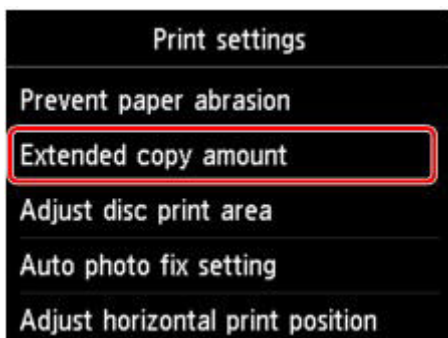 Print settings
Prevent paper abrasion
Extended copy amount
Adjust disc print area
Auto photo fix setting
Adjust horizontal print position